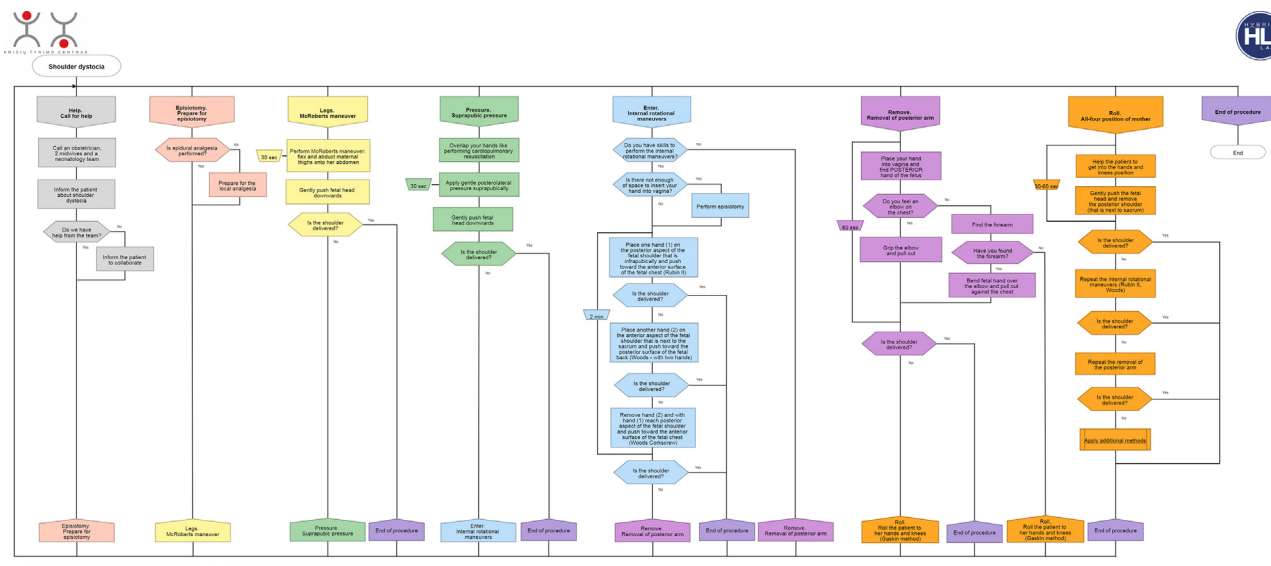 KRIZIŲ TYRIMO CENTRAS
HYBRID
HL
LAB
Shoulder dystocia
Help.
Call for help
Call an obstetrician,
2 midwives and a
neonatology team
Inform the patient
about shoulder
dystocia
Do we have
help from the team?
No
Yes
Inform the patient
to collaborate
Episiotomy.
Prepare for
episiotomy
Episiotomy.
Prepare for
episiotomy
Is epidural analgesia
performed?
No
Yes
Prepare for the
local analgesia
Legs.
McRoberts maneuver
Legs.
McRoberts maneuver
30 sec
Perform McRoberts maneuver:
flex and abduct maternal
thighs onto her abdomen
Gently push fetal head
downwards
Is the shoulder
delivered?
Yes
No
Pressure.
Suprapubic pressure
End of procedure
Pressure.
Suprapubic pressure
Overlap your hands like
performing cardiopulmonary
resuscitation
30 sec
Apply gentle posterolateral
pressure suprapubically
Gently push fetal
head downwards
Is the shoulder
delivered?
Yes
No
Enter.
Internal rotational
maneuvers
End of procedure
Enter.
Internal rotational
maneuvers
Do you have skills to
perform the internal
rotational maneuvers?
No
Yes
Is there not enough
of space to insert your
hand into vagina?
Yes
Perform episiotomy
No
Place one hand (1) on
the posterior aspect of the
fetal shoulder that is
infrapubically and push
toward the anterior surface
of the fetal chest (Rubin II)
Is the shoulder
delivered?
Yes
No
2 min
Place another hand (2) on
the anterior aspect of the fetal
shoulder that is next to the
sacrum and push toward the
posterior surface of the fetal
back (Woods - with two hands)
Is the shoulder
delivered?
Yes
No
Remove hand (2) and with
hand (1) reach posterior
aspect of the fetal shoulder
and push toward the anterior
surface of the fetal chest
(Woods Corkscrew)
Is the shoulder
delivered?
Yes
No
Remove.
Removal of posterior arm
End of procedure
Remove.
Removal of posterior arm
Remove.
Removal of posterior arm
Place your hand
into vagina and
find POSTERIOR
hand of the fetus
Do you feel an
elbow on
the chest?
No
Yes
60 sec
Grip the elbow
and pull out
Find the forearm
Have you found
the forearm?
No
Yes
Bend fetal hand over
the elbow and pull out
against the chest
Is the shoulder
delivered?
Yes
No
Roll.
Roll the patient to
her hands and knees
(Gaskin method)
End of procedure
Roll.
Roll the patient to
her hands and knees
(Gaskin method)
Roll.
All-four position of mother
Help the patient to
get into the hands and
knees position
30-60 sec
Gently push the fetal
head and remove
the posterior shoulder
(that is next to sacrum)
Is the shoulder
delivered?
Yes
No
Repeat the internal rotational
maneuvers (Rubin II,
Woods)
Is the shoulder
delivered?
Yes
No
Repeat the removal of
the posterior arm
Is the shoulder
delivered?
Yes
No
Apply additional methods
End of procedure
End of procedure
End